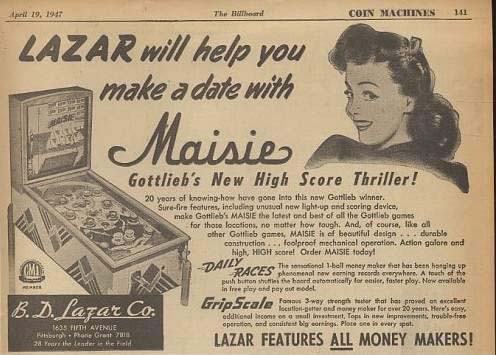 April 19, 1947
The Billboard
COIN MACHINES 141
LAZAR will help you
make a date with
Maisie
Gottlieb's New High Score Thriller!
20 years of knowing-how have gone into this new Gottlieb winner.
Sure-fire features, including unusual new light-up and scoring device,
make Gottlieb's MAISIE the latest and best of all the Gottlieb games
for those locations, no matter how tough. And, of course, like all
other Gottlieb games, MAISIE is of beautiful design . . . durable
construction . . . foolproof mechanical operation. Action galore and
high, HIGH score! Order MAISIE today!
DAILY RACES
The sensational 1-ball money maker that has been hanging up
phenomenal new earning records everywhere. A touch of the
push button shuffles the board automatically for easier, faster play. Now available
in free play and pay out model.
GripScale
Famous 3-way strength tester that has proved an excellent
location-getter and money maker for over 20 years. Here's easy,
additional income on a small investment. Tops in new improvements, trouble-free
operation, and consistent big earnings. Place one in every spot.
LAZAR FEATURES ALL MONEY MAKERS!
MAISIE
MEMBER
B. D. Lazar Co.
1635 FIFTH AVENUE
Pittsburgh • Phone Grant 7818
28 Years the Leader in the Field